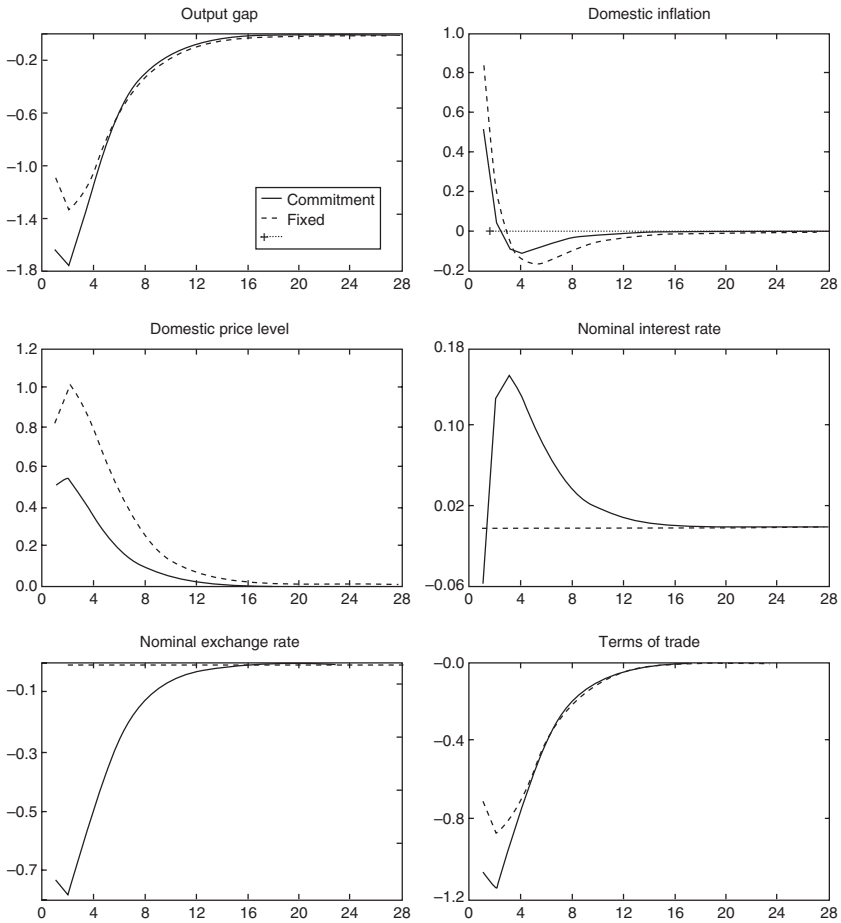 Output gap
−0.2
−0.6
−1.0
−1.4
−1.8
0 4 8 12 16 20 24 28
Commitment
Fixed
Domestic inflation
1.0
0.8
0.6
0.4
0.2
0
−0.2
0 4 8 12 16 20 24 28
Domestic price level
1.2
1.0
0.8
0.6
0.4
0.2
0.0
0 4 8 12 16 20 24 28
Nominal interest rate
0.18
0.10
0.02
−0.06
0 4 8 12 16 20 24 28
Nominal exchange rate
−0.1
−0.3
−0.5
−0.7
0 4 8 12 16 20 24 28
Terms of trade
−0.0
−0.4
−0.8
−1.2
0 4 8 12 16 20 24 28